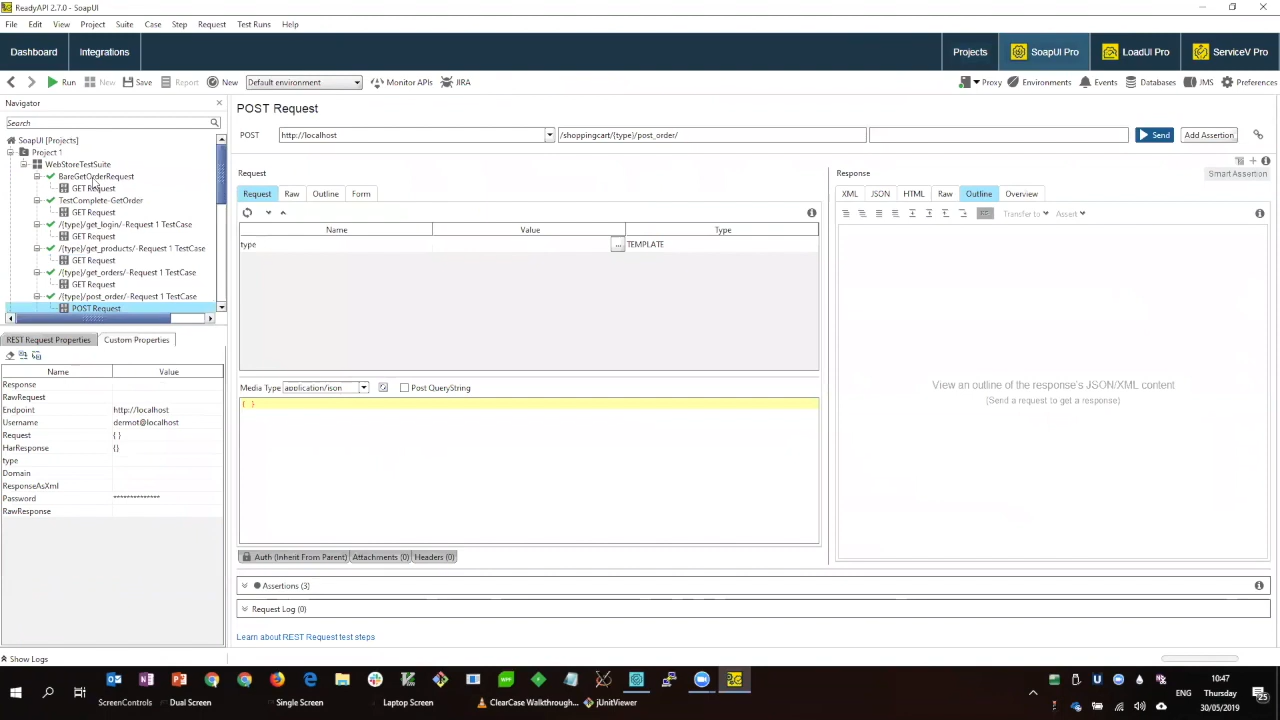 ReadyAPI 2.7.0 - SoapUI
File Edit View Project Suite Case Step Request Test Runs Help
Dashboard Integrations Projects SoapUI Pro LoadUI Pro ServiceV Pro
Run New Save Report New Default environment Monitor APIs JIRA Proxy Environments Events Databases JMS Preferences
Navigator
Search
SoapUI [Projects]
Project 1
WebStoreTestSuite
BareGetOrderRequest
GET Request
TestComplete-GetOrder
GET Request
/{type}/get_login/-Request 1 TestCase
GET Request
/{type}/get_products/-Request 1 TestCase
GET Request
/{type}/get_orders/-Request 1 TestCase
GET Request
/{type}/post_order/-Request 1 TestCase
POST Request
REST Request Properties Custom Properties
Name Value
Response
RawRequest
Endpoint http://localhost
Username dermot@localhost
Request { }
HarResponse {}
type
Domain
ResponseAsXml
Password *************
RawResponse
POST Request
POST http://localhost /shoppingcart/{type}/post_order/ Send Add Assertion
Request
Request Raw Outline Form
Name Value Type
type ... TEMPLATE
Media Type application/json Post QueryString
{ }
Auth (Inherit From Parent) Attachments (0) Headers (0)
Smart Assertion
Response
XML JSON HTML Raw Outline Overview
Transfer to Assert
View an outline of the response's JSON/XML content
(Send a request to get a response)
Assertions (3)
Request Log (0)
Learn about REST Request test steps
Show Logs
ScreenControls Dual Screen Single Screen Laptop Screen ClearCase Walkthrough... jUnitViewer
ENG
10:47
Thursday
30/05/2019
25